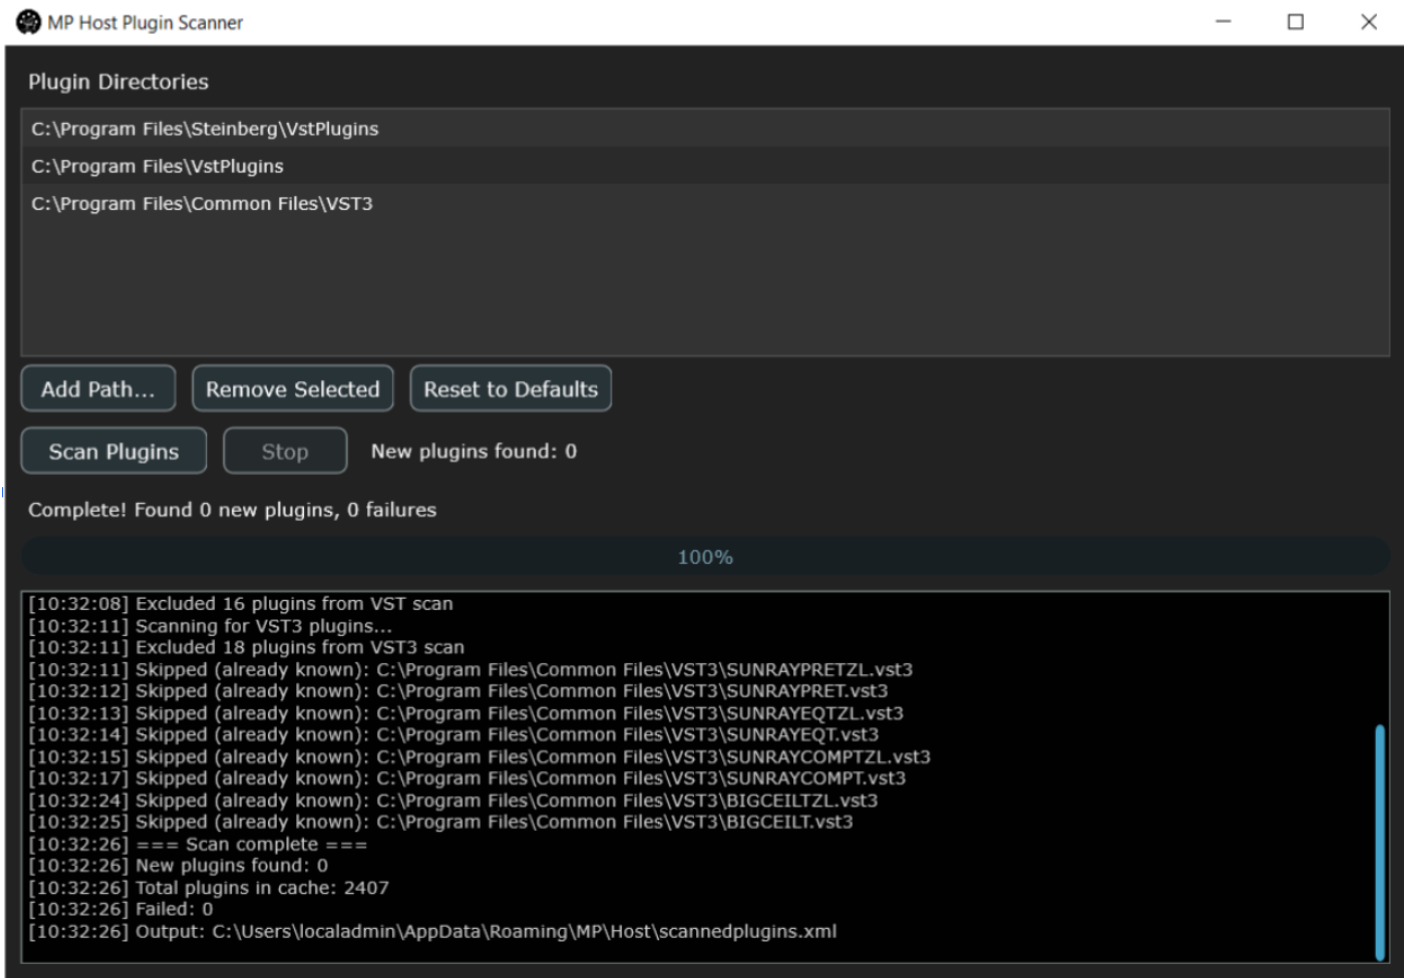 MP Host Plugin Scanner
Plugin Directories
C:\Program Files\Steinberg\VstPlugins
C:\Program Files\VstPlugins
C:\Program Files\Common Files\VST3
Add Path...
Remove Selected
Reset to Defaults
Scan Plugins
Stop
New plugins found: 0
Complete! Found 0 new plugins, 0 failures
100%
[10:32:08] Excluded 16 plugins from VST scan
[10:32:11] Scanning for VST3 plugins...
[10:32:11] Excluded 18 plugins from VST3 scan
[10:32:11] Skipped (already known): C:\Program Files\Common Files\VST3\SUNRAYPRETZL.vst3
[10:32:12] Skipped (already known): C:\Program Files\Common Files\VST3\SUNRAYPRET.vst3
[10:32:13] Skipped (already known): C:\Program Files\Common Files\VST3\SUNRAYEQTZL.vst3
[10:32:14] Skipped (already known): C:\Program Files\Common Files\VST3\SUNRAYEQT.vst3
[10:32:15] Skipped (already known): C:\Program Files\Common Files\VST3\SUNRAYCOMPTZL.vst3
[10:32:17] Skipped (already known): C:\Program Files\Common Files\VST3\SUNRAYCOMPT.vst3
[10:32:24] Skipped (already known): C:\Program Files\Common Files\VST3\BIGCEILTZL.vst3
[10:32:25] Skipped (already known): C:\Program Files\Common Files\VST3\BIGCEILT.vst3
[10:32:26] === Scan complete ===
[10:32:26] New plugins found: 0
[10:32:26] Total plugins in cache: 2407
[10:32:26] Failed: 0
[10:32:26] Output: C:\Users\localadmin\AppData\Roaming\MP\Host\scannedplugins.xml